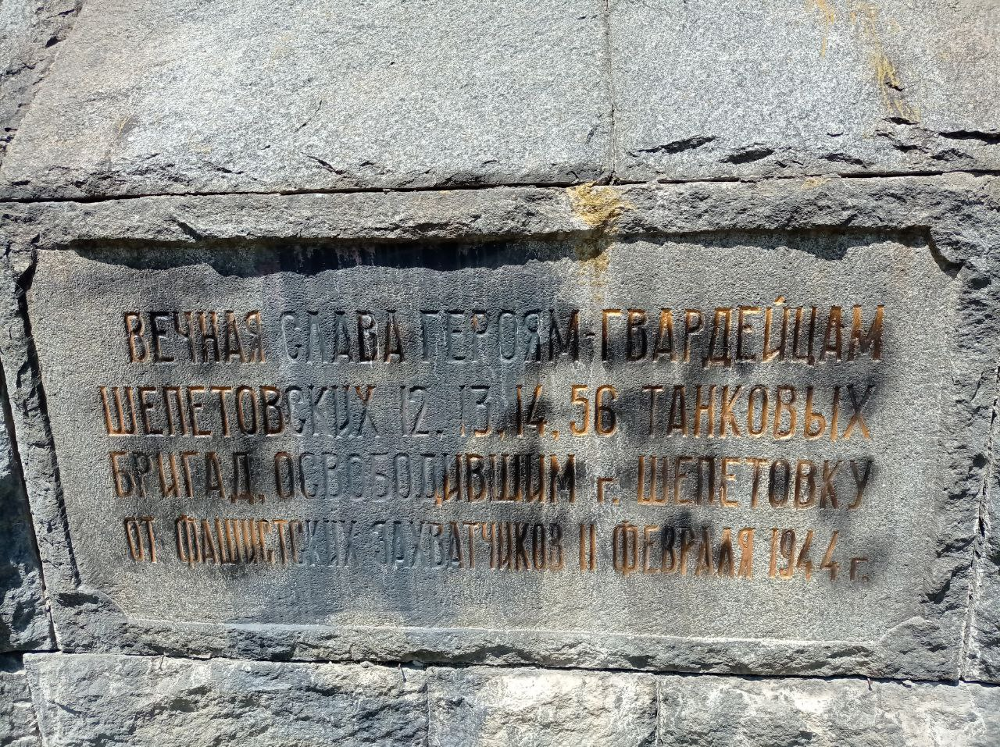 ВЕЧНАЯ СЛАВА ГЕРОЯМ-ГВАРДЕЙЦАМ
ШЕПЕТОВСКИХ 12. 13, 14, 56 ТАНКОВЫХ
БРИГАД, ОСВОБОДИВШИМ г. ШЕПЕТОВКУ
ОТ ФАШИСТСКИХ ЗАХВАТЧИКОВ 11 ФЕВРАЛЯ 1944 г.